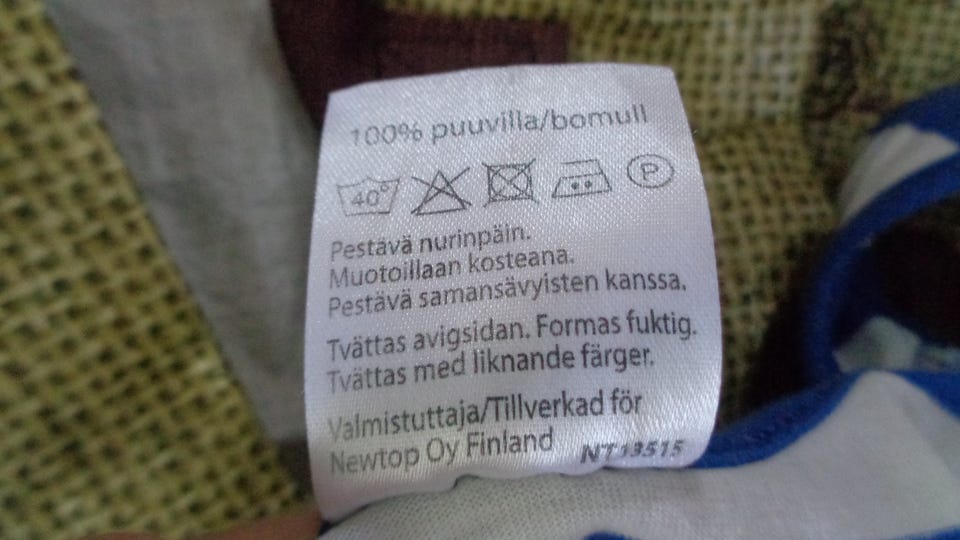 100% puuvilla/bomull
40° P
Pestävä nurinpäin.
Muotoillaan kosteana.
Pestävä samansävyisten kanssa.
Tvättas avigsidan. Formas fuktig.
Tvättas med liknande färger.
Valmistuttaja/Tillverkad för
Newtop Oy Finland NT13515